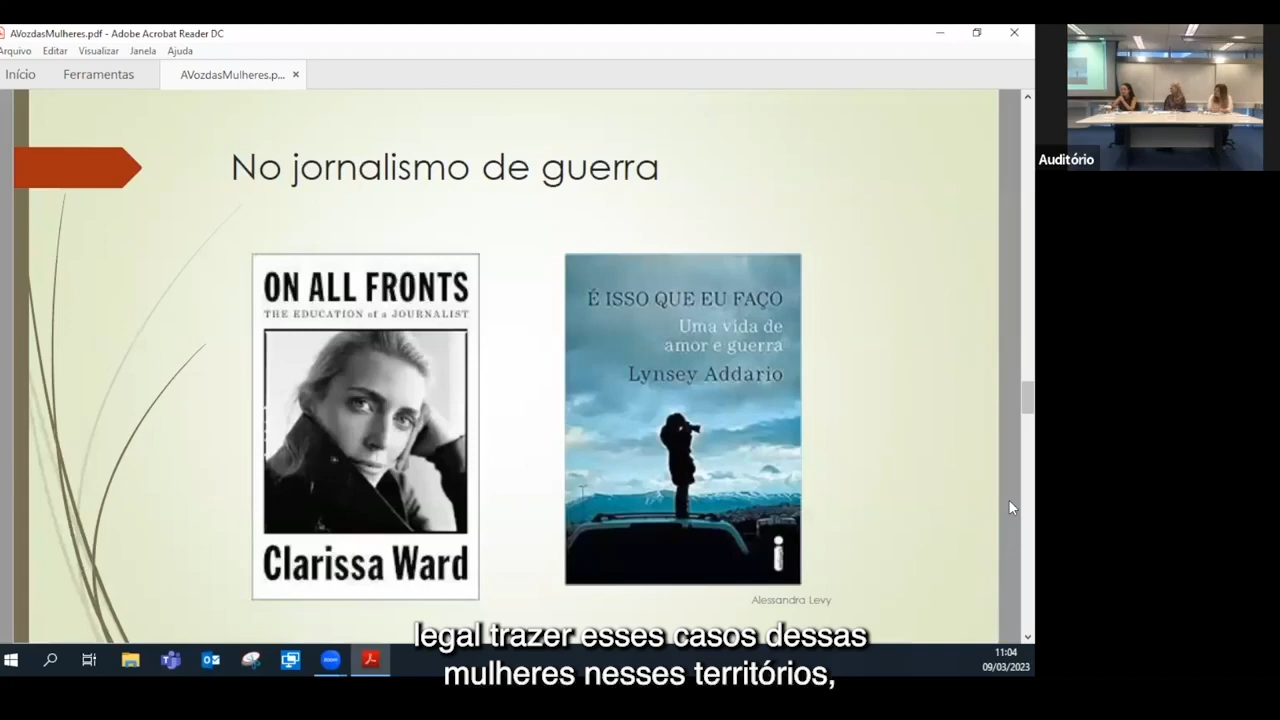 AVozdasMulheres.pdf - Adobe Acrobat Reader DC
Arquivo Editar Visualizar Janela Ajuda
Início Ferramentas AVozdasMulheres.p... ×
Auditório
No jornalismo de guerra
ON ALL FRONTS
THE EDUCATION of a JOURNALIST
Clarissa Ward
É ISSO QUE EU FAÇO
Uma vida de
amor e guerra
Lynsey Addario
Alessandra Levy
legal trazer esses casos dessas
mulheres nesses territórios,
zoom
11:04
09/03/2023